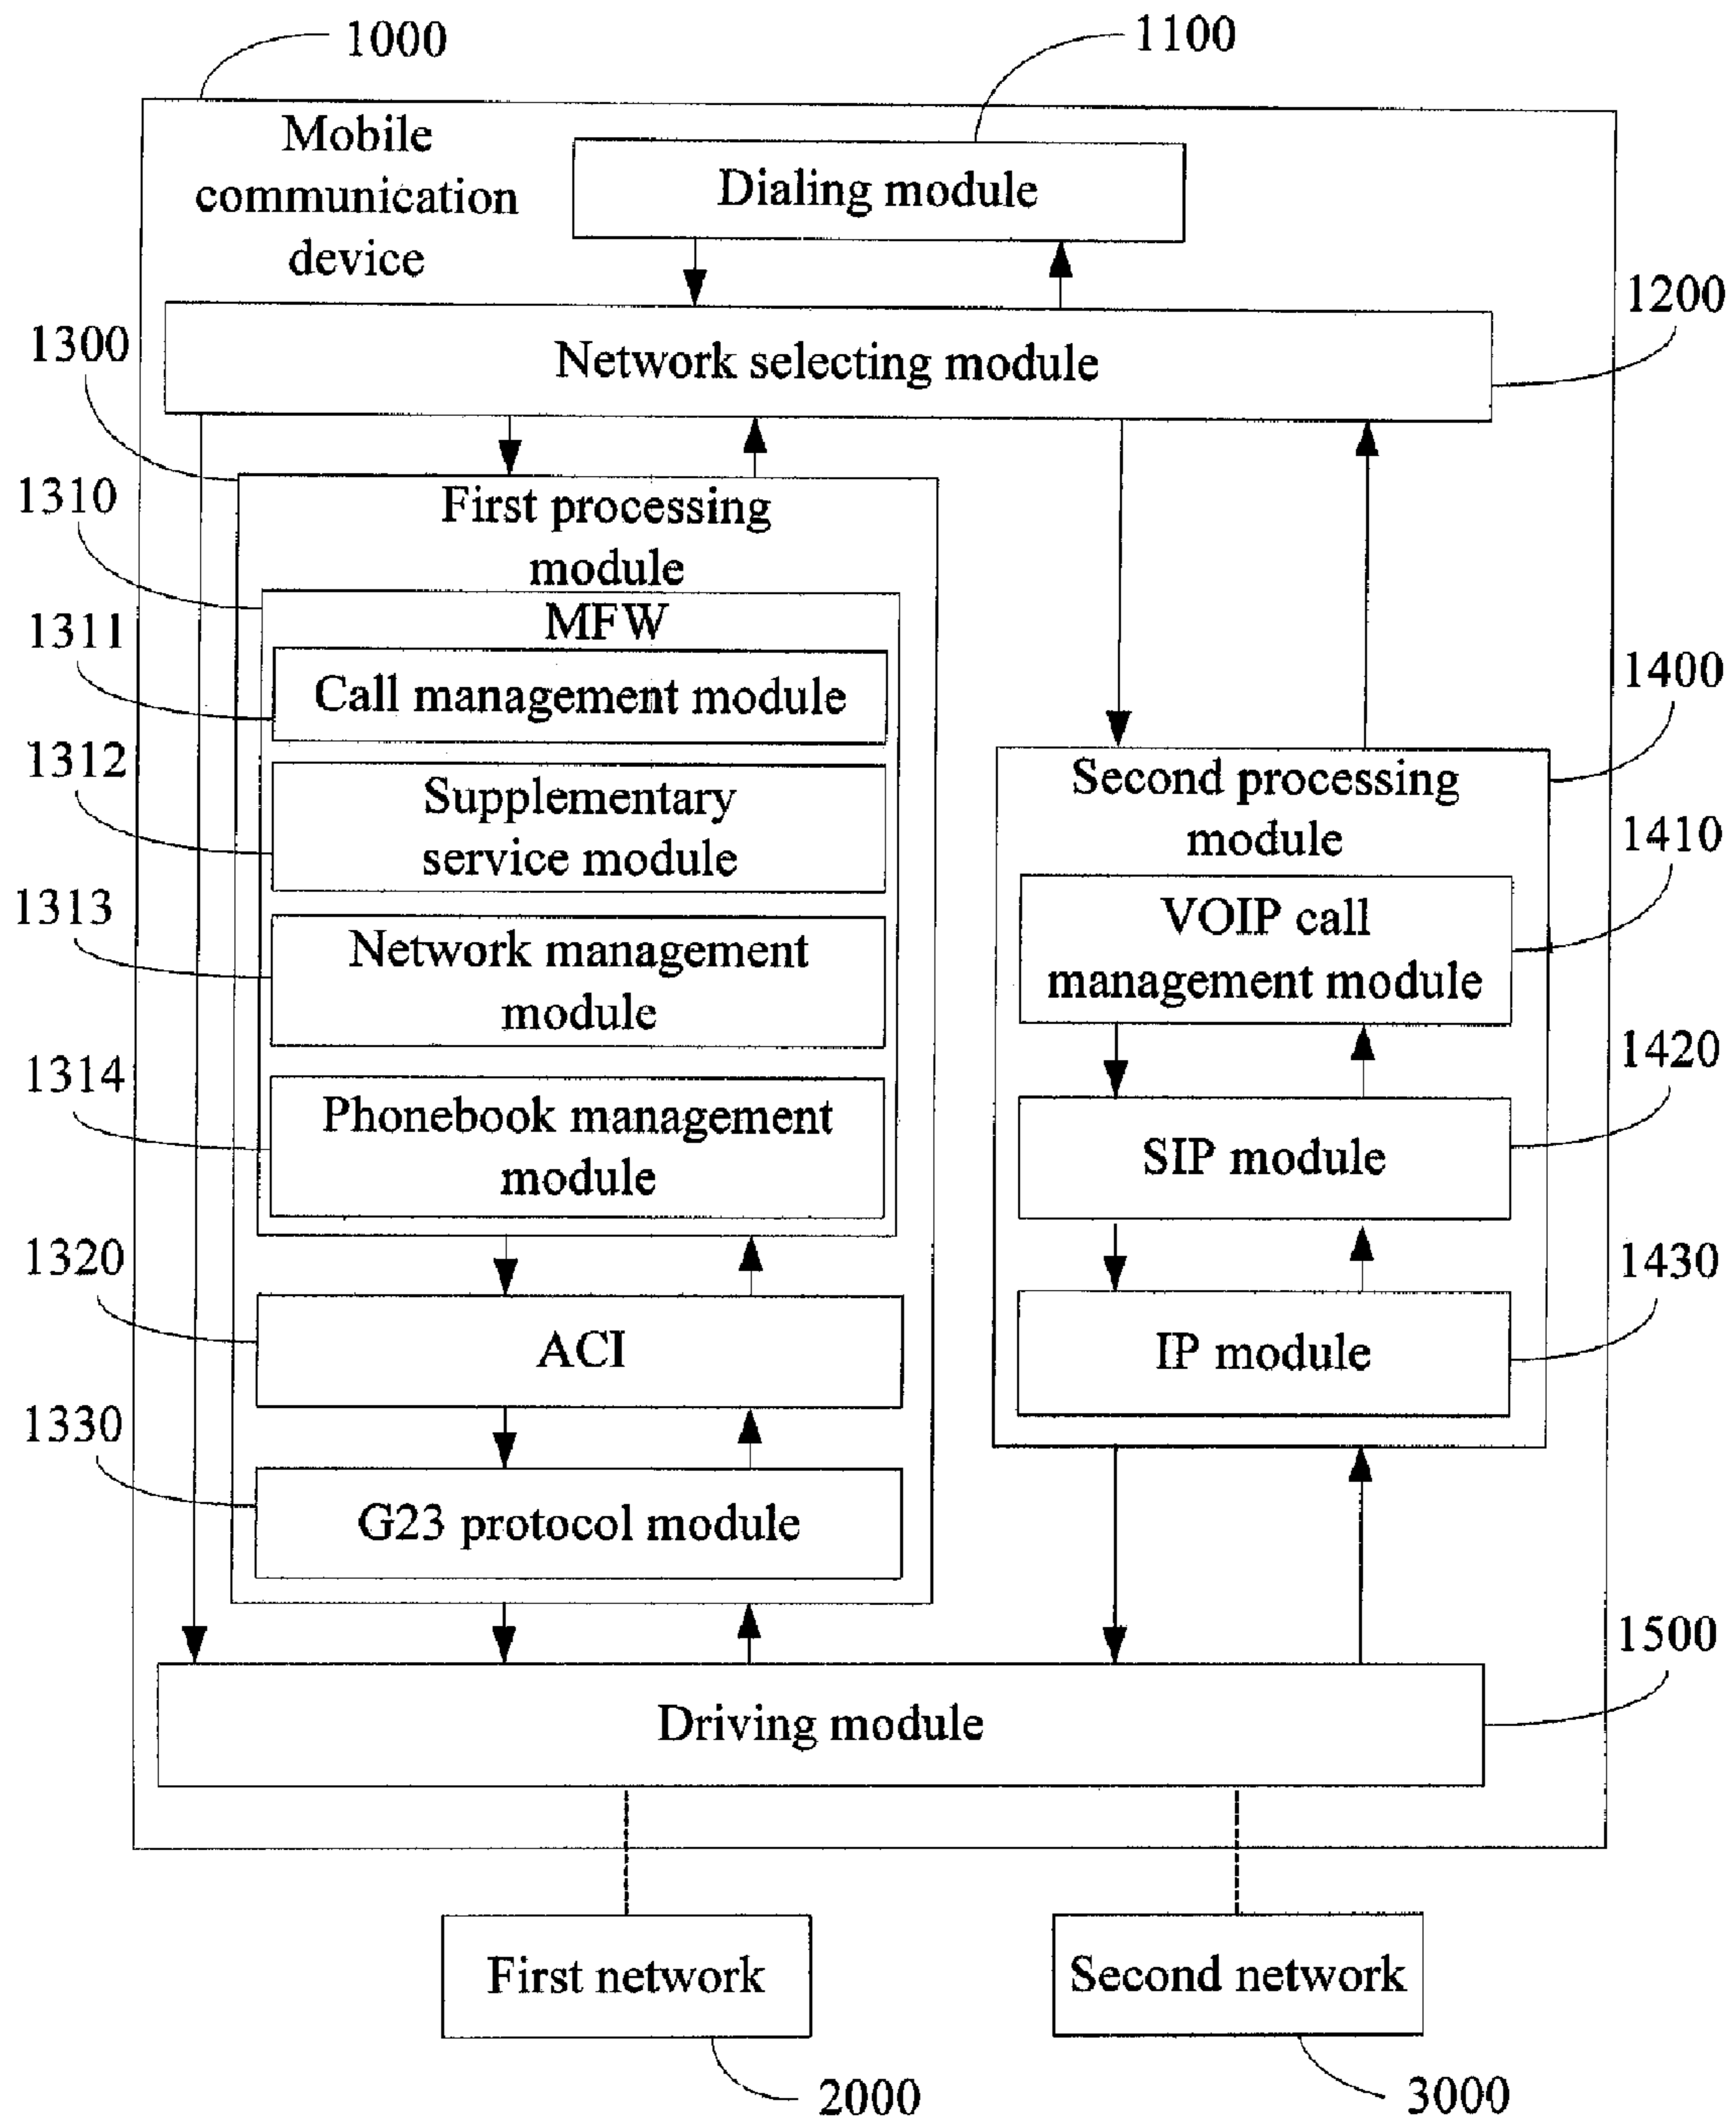 1000
1100
Mobile
communication
device
Dialing module
1200
1300
Network selecting module
1310
First processing
module
MFW
1311
Call management module
1400
1312
Supplementary
service module
Second processing
module
1410
1313
Network management
module
VOIP call
management module
1420
1314
Phonebook management
module
SIP module
1320
1430
ACI
IP module
1330
G23 protocol module
1500
Driving module
First network
Second network
2000
3000